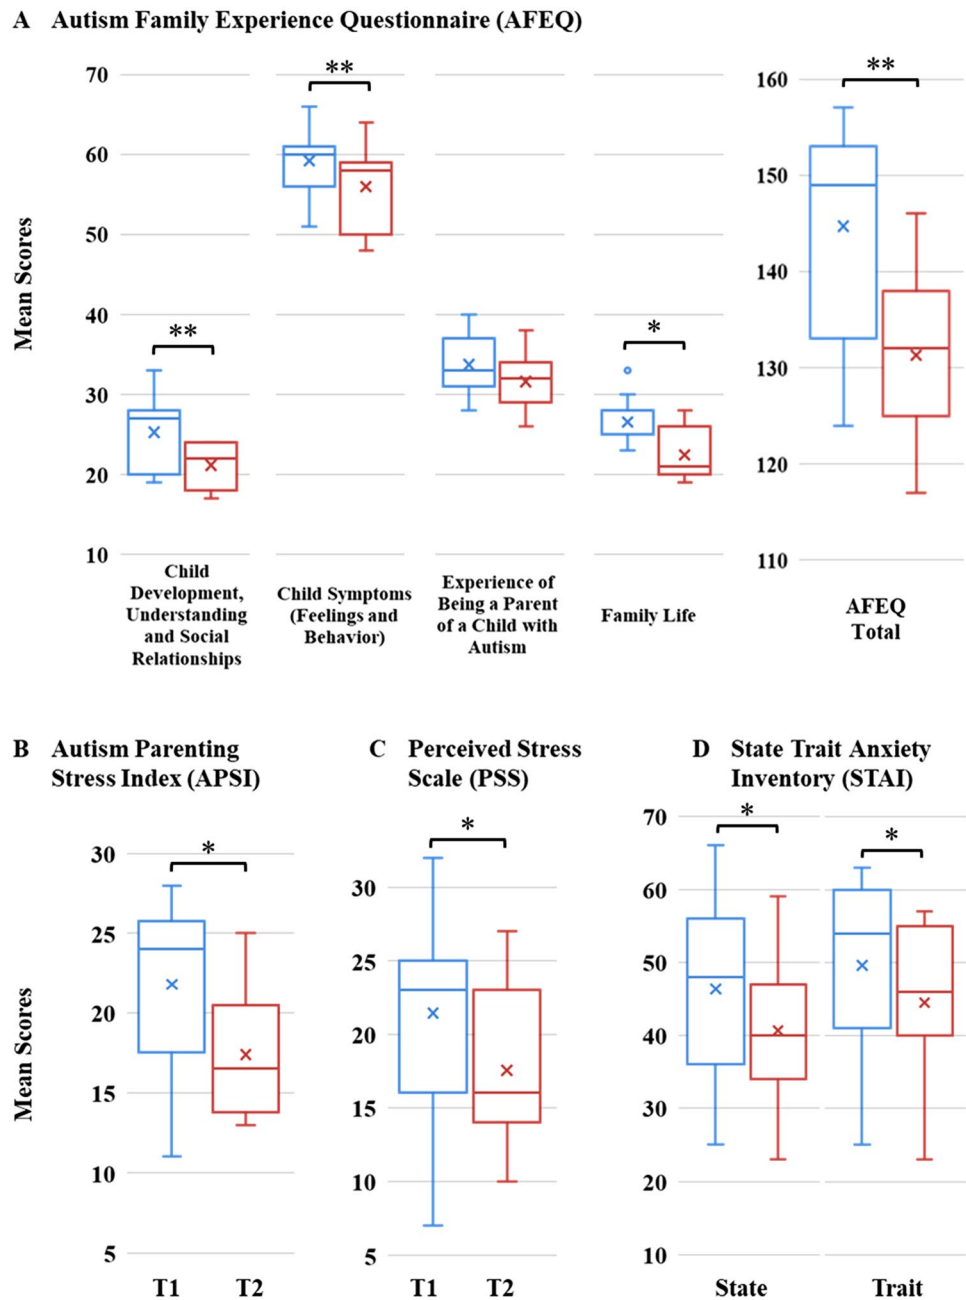 A Autism Family Experience Questionnaire (AFEQ)
Mean Scores
70
60
50
40
30
20
10
**
**
*
**
160
150
140
130
120
110
Child
Development,
Understanding
and Social
Relationships
Child Symptoms
(Feelings and
Behavior)
Experience of
Being a Parent
of a Child with
Autism
Family Life
AFEQ
Total
B Autism Parenting
Stress Index (APSI)
Mean Scores
30
25
20
15
10
5
*
T1 T2
C Perceived Stress
Scale (PSS)
30
25
20
15
10
5
*
T1 T2
D State Trait Anxiety
Inventory (STAI)
70
60
50
40
30
20
10
*
*
State Trait